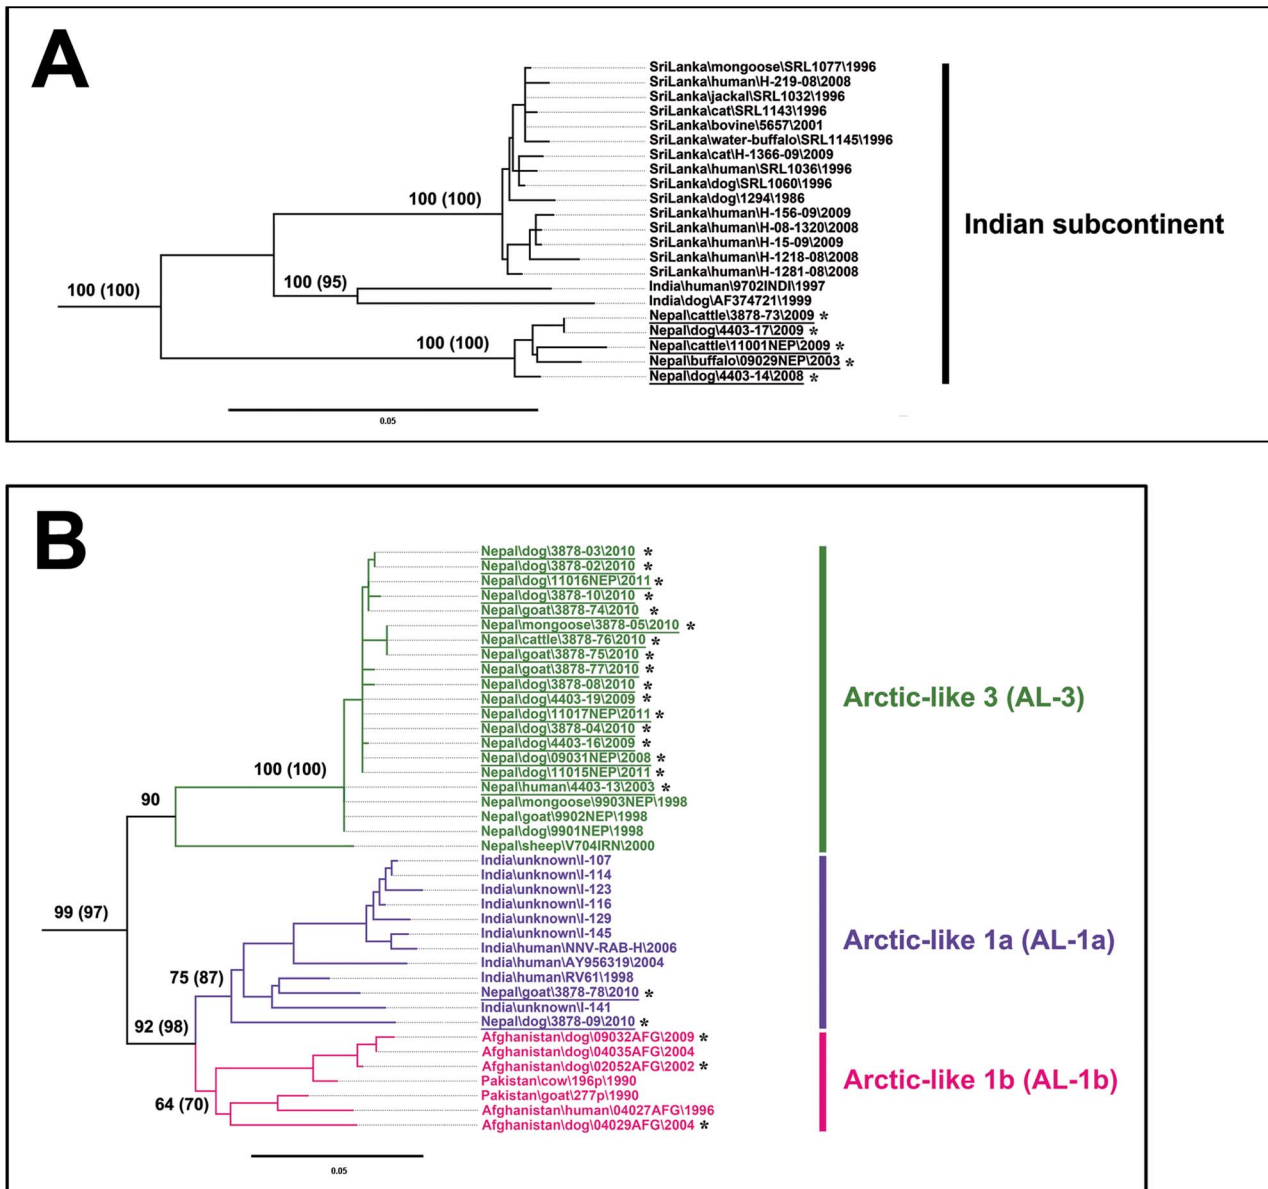 A
SriLanka\mongoose\SRL1077\1996
SriLanka\human\H-219-08\2008
SriLanka\jackal\SRL1032\1996
SriLanka\cat\SRL1143\1996
SriLanka\bovine\5657\2001
SriLanka\water-buffalo\SRL1145\1996
SriLanka\cat\H-1366-09\2009
SriLanka\human\SRL1036\1996
SriLanka\dog\SRL1060\1996
100 (100)
SriLanka\dog\1294\1986
SriLanka\human\H-156-09\2009
Indian subcontinent
SriLanka\human\H-08-1320\2008
SriLanka\human\H-15-09\2009
SriLanka\human\H-1218-08\2008
SriLanka\human\H-1281-08\2008
100 (95)
100 (100)
India\human\9702INDI\1997
India\dog\AF374721\1999
Nepal\cattle\3878-73\2009 *
Nepal\dog\4403-17\2009 *
100 (100)
Nepal\cattle\11001NEP\2009 *
Nepal\buffalo\09029NEP\2003 *
Nepal\dog\4403-14\2008 *
0.05
B
Nepal\dog\3878-03\2010 *
Nepal\dog\3878-02\2010 *
Nepal\dog\11016NEP\2011 *
Nepal\dog\3878-10\2010 *
Nepal\goat\3878-74\2010 *
Nepal\mongoose\3878-05\2010 *
Nepal\cattle\3878-76\2010 *
Nepal\goat\3878-75\2010 *
Nepal\goat\3878-77\2010 *
Nepal\dog\3878-08\2010 *
Arctic-like 3 (AL-3)
Nepal\dog\4403-19\2009 *
Nepal\dog\11017NEP\2011 *
Nepal\dog\3878-04\2010 *
Nepal\dog\4403-16\2009 *
Nepal\dog\09031NEP\2008 *
100 (100)
Nepal\dog\11015NEP\2011 *
Nepal\human\4403-13\2003 *
90
Nepal\mongoose\9903NEP\1998
Nepal\goat\9902NEP\1998
Nepal\dog\9901NEP\1998
Nepal\sheep\V704IRN\2000
India\unknown\I-107
India\unknown\I-114
India\unknown\I-123
India\unknown\I-116
99 (97)
India\unknown\I-129
India\unknown\I-145
Arctic-like 1a (AL-1a)
India\human\NNV-RAB-H\2006
India\human\AY956319\2004
75 (87)
India\human\RV61\1998
Nepal\goat\3878-78\2010 *
India\unknown\I-141
92 (98)
Nepal\dog\3878-09\2010 *
Afghanistan\dog\09032AFG\2009 *
Afghanistan\dog\04035AFG\2004
Afghanistan\dog\02052AFG\2002 *
Pakistan\cow\196p\1990
Arctic-like 1b (AL-1b)
Pakistan\goat\277p\1990
64 (70)
Afghanistan\human\04027AFG\1996
Afghanistan\dog\04029AFG\2004 *
0.05